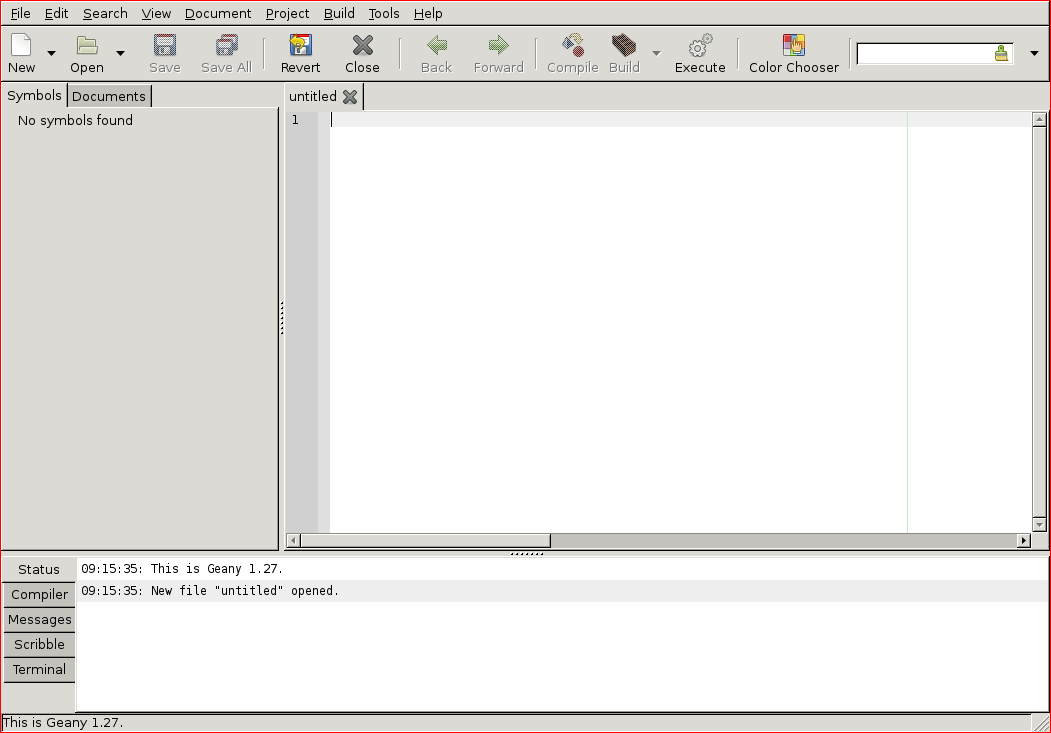 File Edit Search View Document Project Build Tools Help
New Open Save Save All Revert Close Back Forward Compile Build Execute Color Chooser
Symbols Documents
untitled
No symbols found
1
Status
Compiler
Messages
Scribble
Terminal
09:15:35: This is Geany 1.27.
09:15:35: New file "untitled" opened.
This is Geany 1.27.